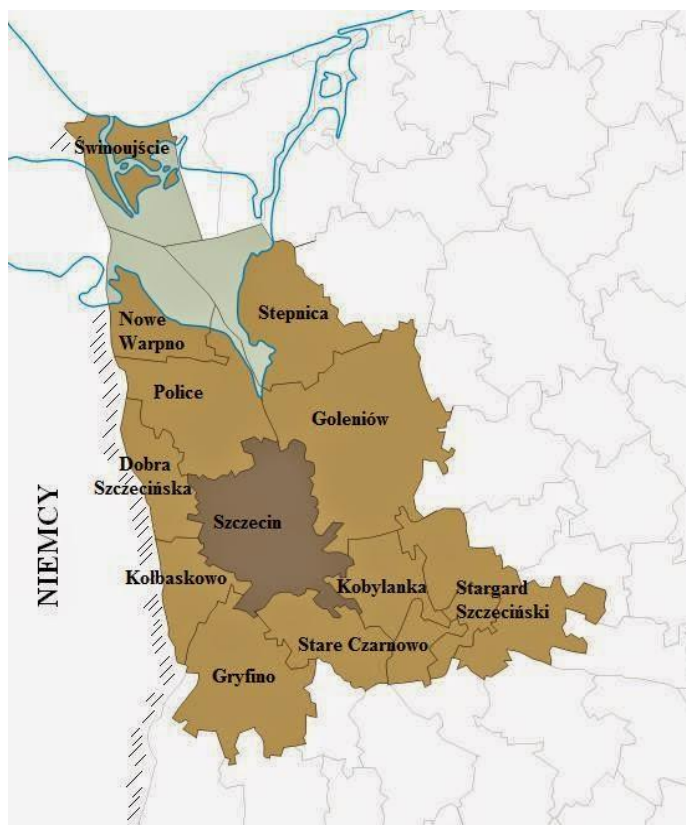 Świnoujście
Stepnica
Nowe
Warpno
Police
Goleniów
Dobra
Szczecińska
Szczecin
NIEMCY
Kołbaskowo
Kobylanka
Stargard
Szczeciński
Stare Czarnowo
Gryfino